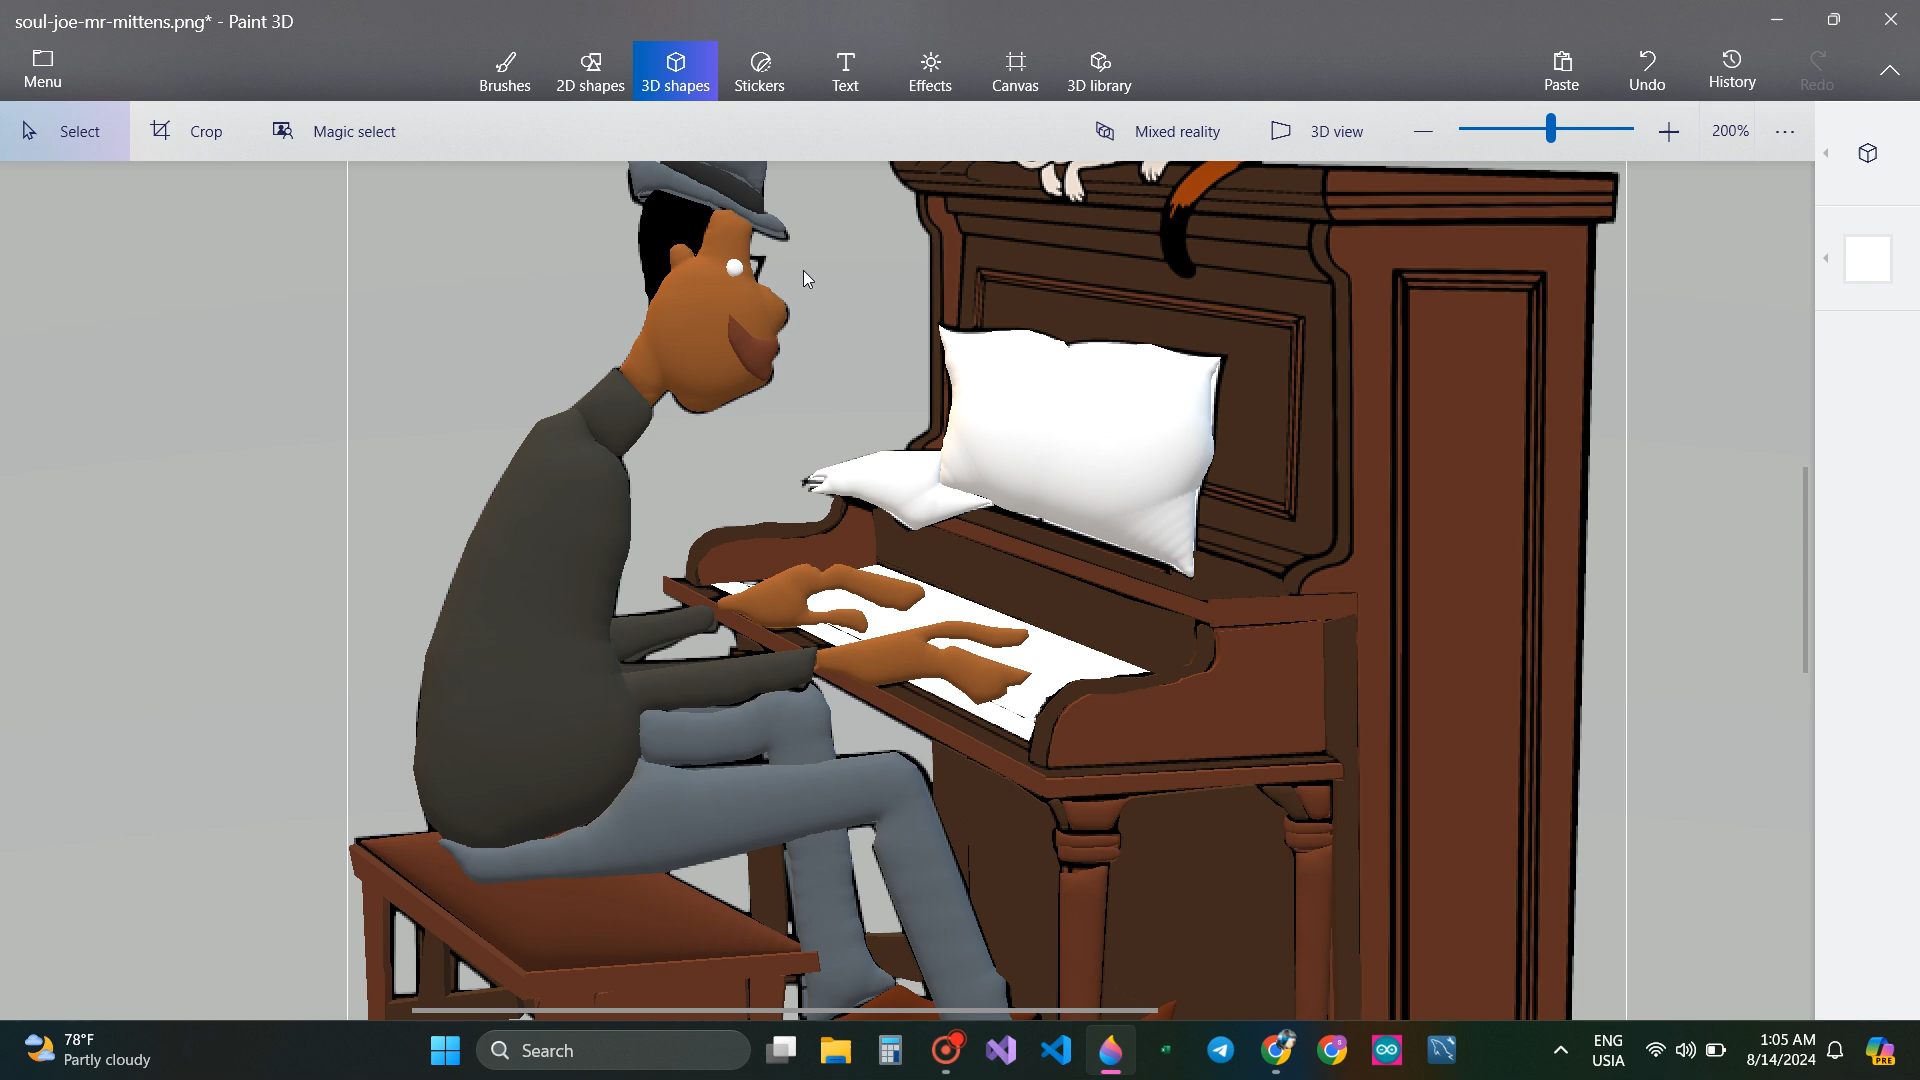 soul-joe-mr-mittens.png* - Paint 3D
Menu
Brushes
2D shapes
3D shapes
Stickers
Text
Effects
Canvas
3D library
Paste
Undo
History
Redo
Select
Crop
Magic select
Mixed reality
3D view
200%
78°F
Partly cloudy
Search
PRE
ENG
USIA
1:05 AM
8/14/2024